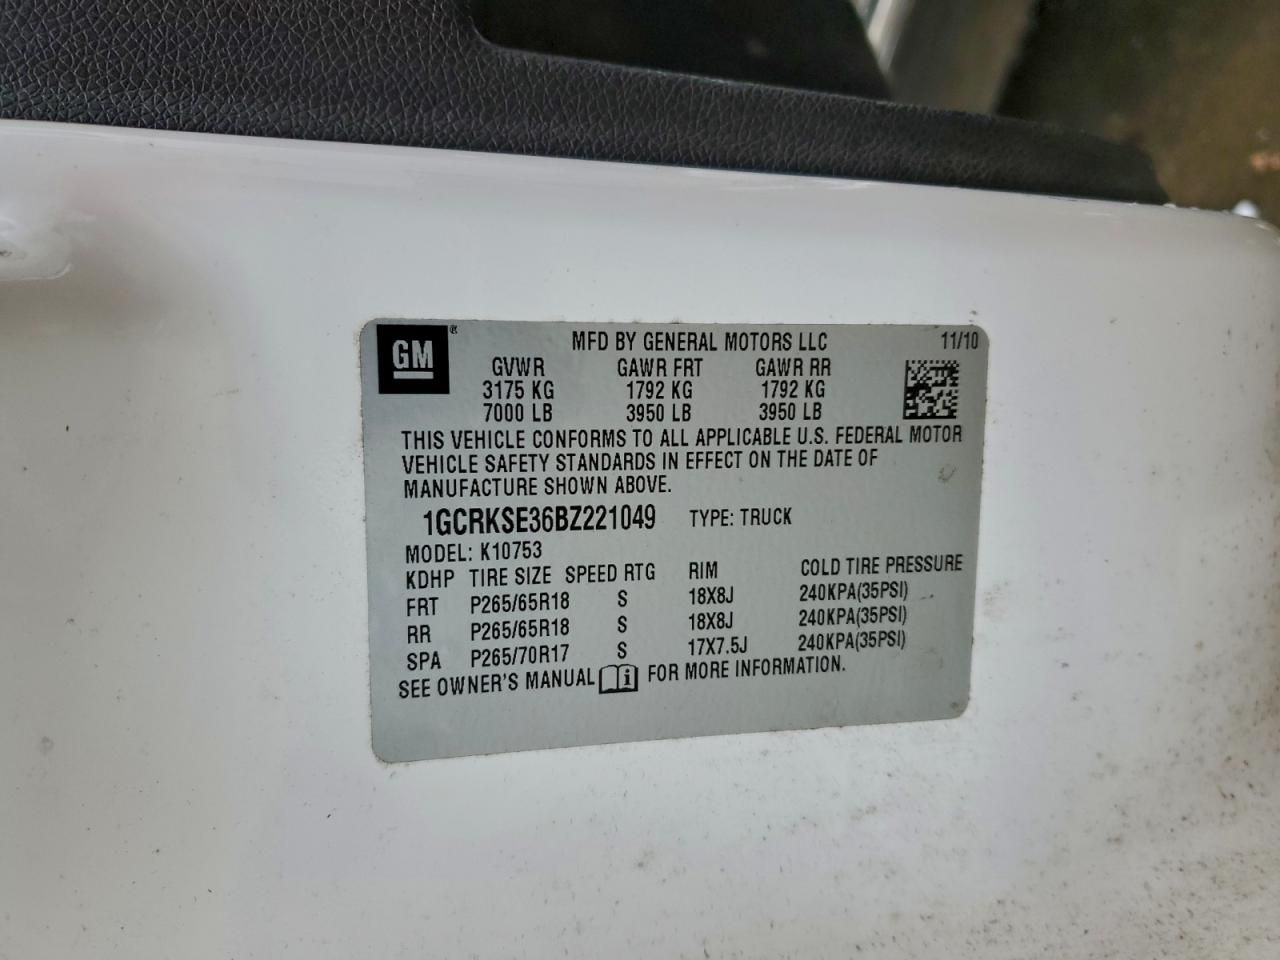 GM ® MFD BY GENERAL MOTORS LLC 11/10
GVWR GAWR FRT GAWR RR
3175 KG 1792 KG 1792 KG
7000 LB 3950 LB 3950 LB
THIS VEHICLE CONFORMS TO ALL APPLICABLE U.S. FEDERAL MOTOR
VEHICLE SAFETY STANDARDS IN EFFECT ON THE DATE OF
MANUFACTURE SHOWN ABOVE.
1GCRKSE36BZ221049 TYPE: TRUCK
MODEL: K10753
KDHP TIRE SIZE SPEED RTG RIM COLD TIRE PRESSURE
FRT P265/65R18 S 18X8J 240KPA(35PSI)
RR P265/65R18 S 18X8J 240KPA(35PSI)
SPA P265/70R17 S 17X7.5J 240KPA(35PSI)
SEE OWNER'S MANUAL i FOR MORE INFORMATION.